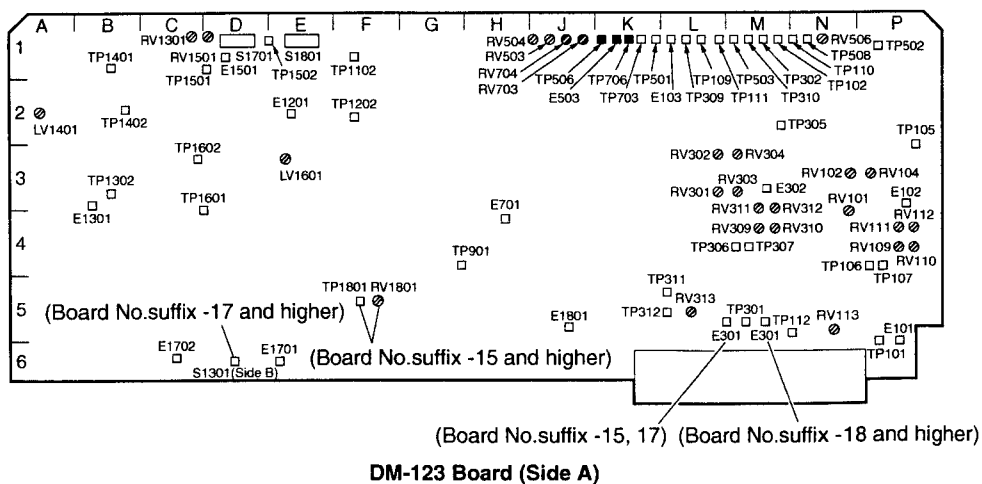 A B C D E F G H J K L M N P
1
RV1301 RV504 RV506 TP502
TP1401 RV1501 S1701 S1801 RV503 TP508
E1501 TP1502 TP1102 RV704 TP506 TP706 TP501 TP109 TP503 TP302 TP110
TP1501 RV703 E503 TP703 E103 TP309 TP111 TP310 TP102
2
LV1401 TP1402 E1201 TP1202 TP305 TP105
TP1602 RV302 RV304
3
LV1601 RV102 RV104
TP1302 TP1601 RV301 RV303 E302 RV101 E102
E1301 E701 RV311 RV312 RV112
4
RV309 RV310 RV111
TP901 TP306 TP307 RV109 RV110
TP106 TP107
TP1801 RV1801 TP311
5
(Board No.suffix -17 and higher) TP312 RV313 TP301 TP112 RV113
E1801 E301 E301 E101
E1702 E1701 (Board No.suffix -15 and higher) TP101
6
S1301(Side B)
(Board No.suffix -15, 17) (Board No.suffix -18 and higher)
DM-123 Board (Side A)